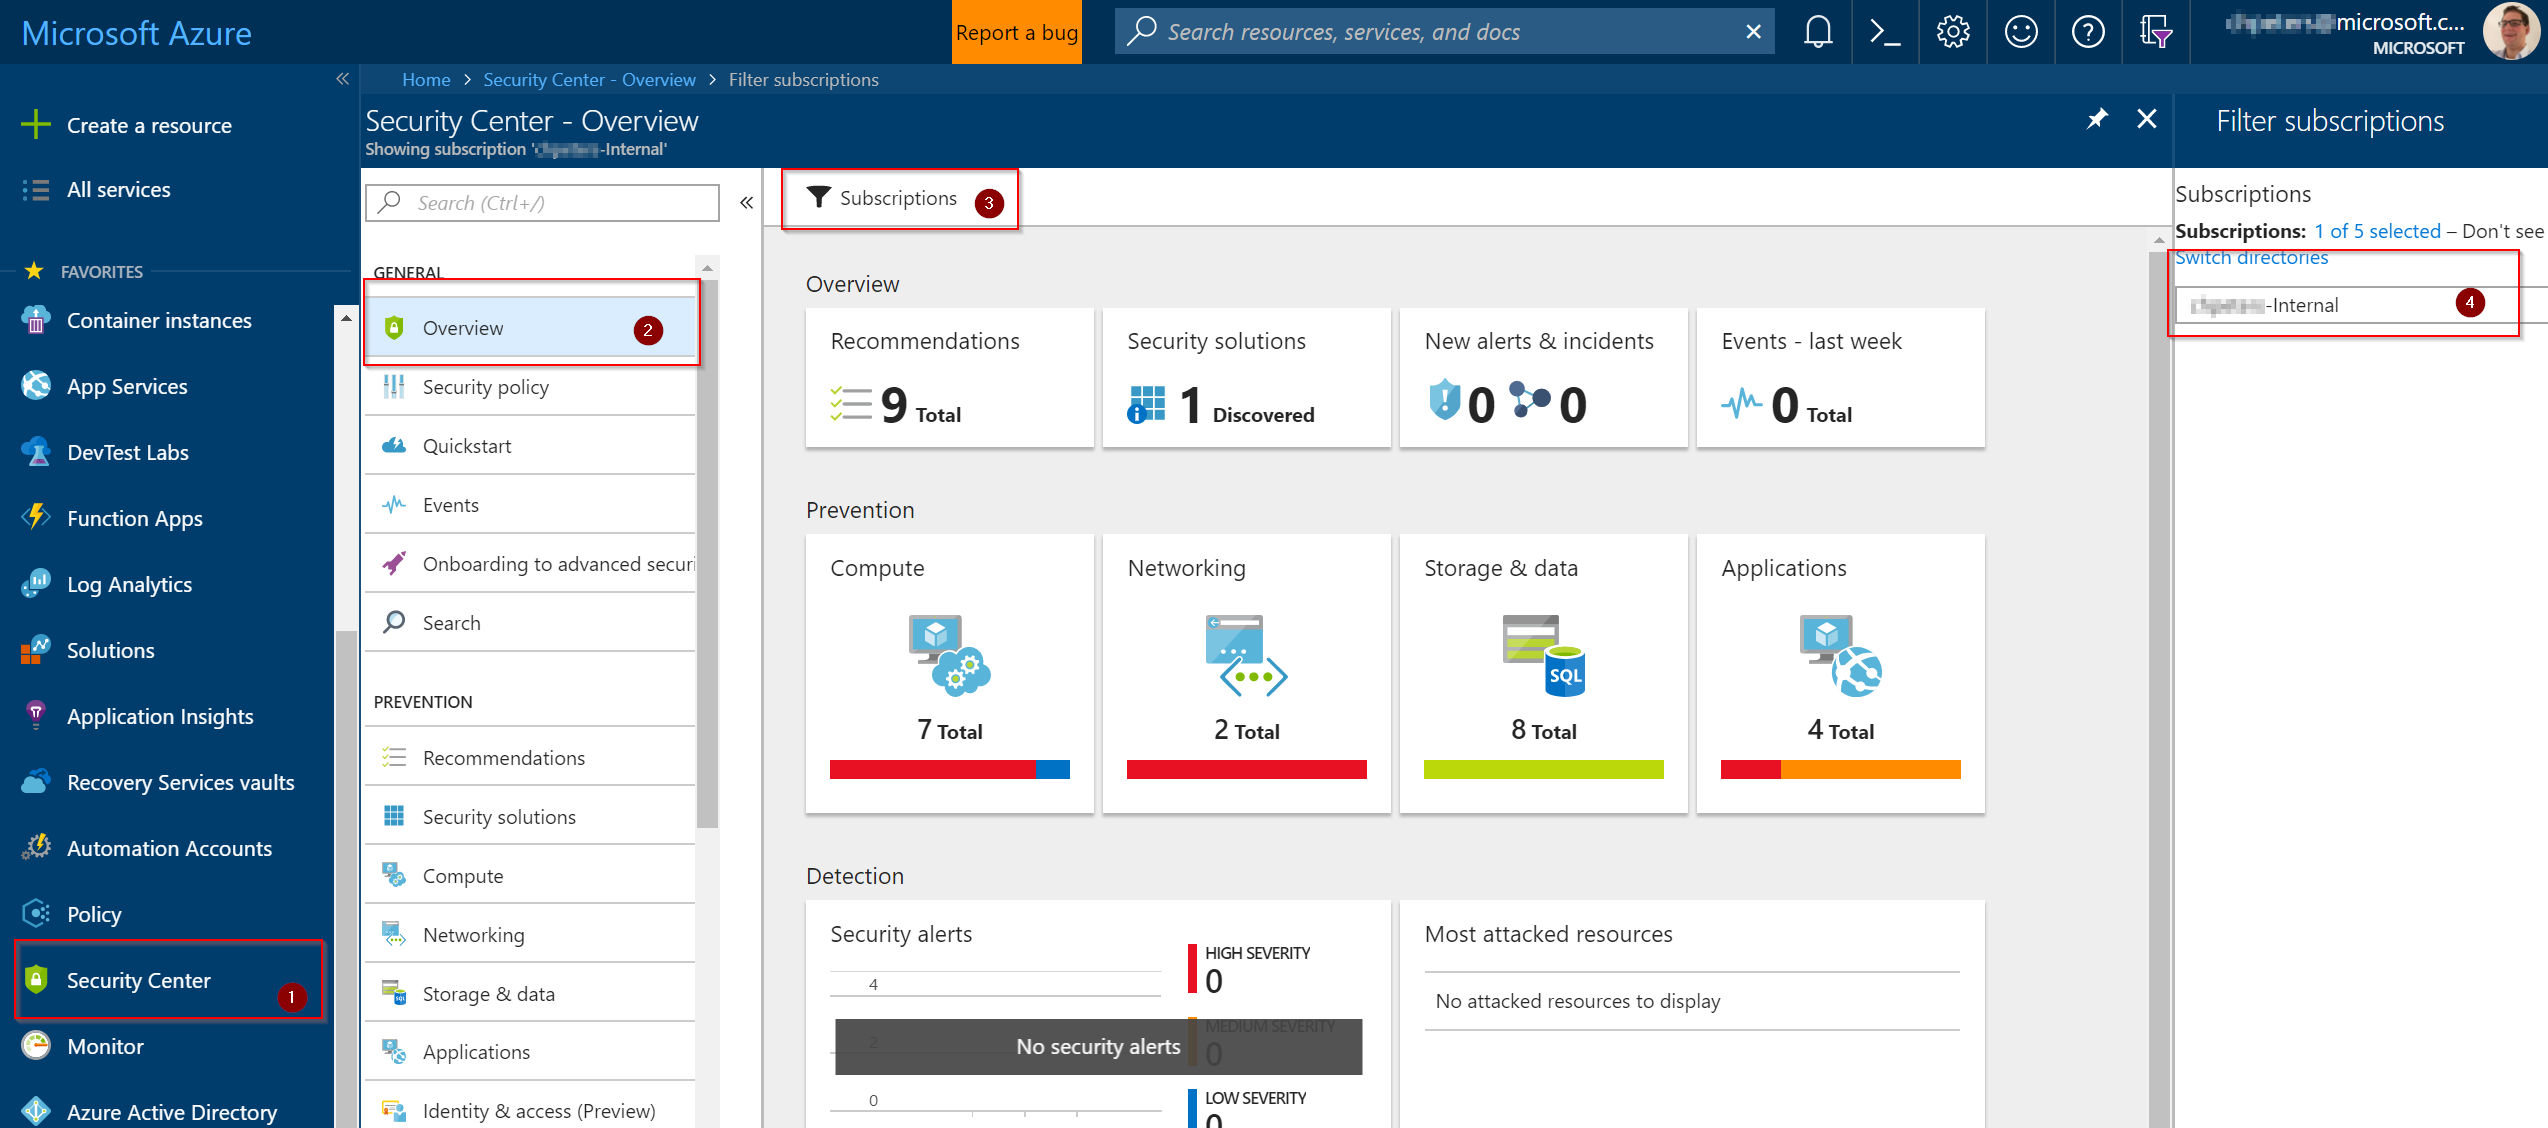 Microsoft Azure
Report a bug
Search resources, services, and docs
@microsoft.c...
MICROSOFT
Home > Security Center - Overview > Filter subscriptions
Create a resource
All services
FAVORITES
Container instances
App Services
DevTest Labs
Function Apps
Log Analytics
Solutions
Application Insights
Recovery Services vaults
Automation Accounts
Policy
Security Center
1
Monitor
Azure Active Directory
Security Center - Overview
Showing subscription '-Internal'
Search (Ctrl+/)
GENERAL
Overview
2
Security policy
Quickstart
Events
Onboarding to advanced securi
Search
PREVENTION
Recommendations
Security solutions
Compute
Networking
Storage & data
Applications
Identity & access (Preview)
Subscriptions
3
Overview
Recommendations
9 Total
Security solutions
1 Discovered
New alerts & incidents
0 0
Events - last week
0 Total
Prevention
Compute
7 Total
Networking
2 Total
Storage & data
SQL
8 Total
Applications
4 Total
Detection
Security alerts
4
2
0
No security alerts
HIGH SEVERITY
0
MEDIUM SEVERITY
0
LOW SEVERITY
0
Most attacked resources
No attacked resources to display
Filter subscriptions
Subscriptions
Subscriptions: 1 of 5 selected – Don't see
Switch directories
-Internal
4